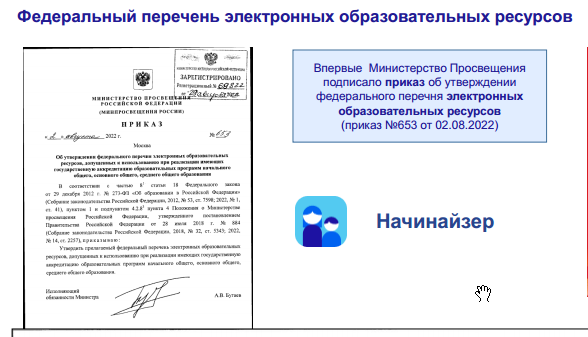 Федеральный перечень электронных образовательных ресурсов
МИНИСТЕРСТВО ПРОСВЕЩЕНИЯ
РОССИЙСКОЙ ФЕДЕРАЦИИ
(МИНПРОСВЕЩЕНИЯ РОССИИ)
ЗАРЕГИСТРИРОВАНО
Регистрационный № 69822
от
ПРИКАЗ
«2» августа 2022 г.
№ 653
Москва
Об утверждении федерального перечня электронных образовательных
ресурсов, допущенных к использованию при реализации имеющих
государственную аккредитацию образовательных программ начального
общего, основного общего, среднего общего образования
В соответствии с частью 8¹ статьи 18 Федерального закона
от 29 декабря 2012 г. № 273-ФЗ «Об образовании в Российской Федерации»
(Собрание законодательства Российской Федерации, 2012, № 53, ст. 7598; 2022, № 1,
ст. 41), пунктом 1 и подпунктом 4.2.8¹ пункта 4 Положения о Министерстве
просвещения Российской Федерации, утвержденного постановлением
Правительства Российской Федерации от 28 июля 2018 г. № 884
(Собрание законодательства Российской Федерации, 2018, № 32, ст. 5343; 2022,
№ 14, ст. 2257), приказываю:
Утвердить прилагаемый федеральный перечень электронных образовательных
ресурсов, допущенных к использованию при реализации имеющих государственную
аккредитацию образовательных программ начального общего, основного общего,
среднего общего образования.
Исполняющий
обязанности Министра
А.В. Бугаев
Впервые Министерство Просвещения
подписало приказ об утверждении
федерального перечня электронных
образовательных ресурсов
(приказ №653 от 02.08.2022)
Начинайзер